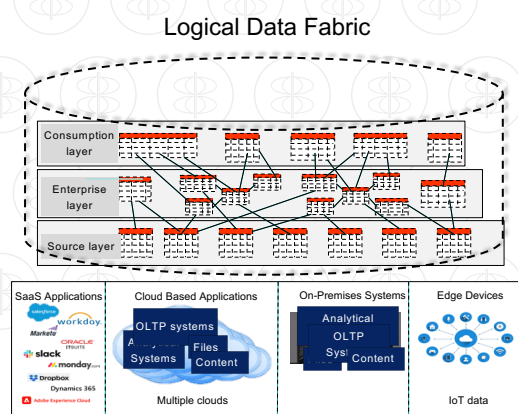 Logical Data Fabric
Consumption
layer
Enterprise
layer
Source layer
SaaS Applications
salesforce
workday.
Marketo
ORACLE
NETSUITE
slack
monday.com
Dropbox
Dynamics 365
Adobe Experience Cloud
Cloud Based Applications
OLTP systems
Systems
Files
Content
Multiple clouds
On-Premises Systems
Analytical
OLTP
Content
Edge Devices
IoT data